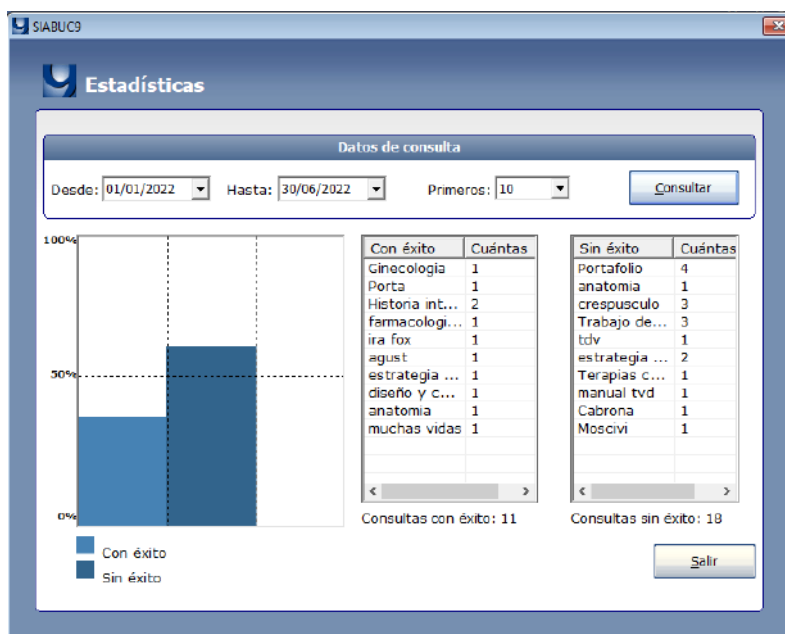 SIABUC9
Estadísticas
Datos de consulta
Desde: 01/01/2022 Hasta: 30/06/2022 Primeros: 10 Consultar
100%
50%
0%
Con éxito Cuántas
Ginecologia 1
Porta 1
Historia int... 2
farmacologi... 1
ira fox 1
agust 1
estrategia ... 1
diseño y c... 1
anatomia 1
muchas vidas 1
Consultas con éxito: 11
Sin éxito Cuántas
Portafolio 4
anatomia 1
crespusculo 3
Trabajo de... 3
tdv 1
estrategia ... 2
Terapias c... 1
manual tvd 1
Cabrona 1
Moscivi 1
Consultas sin éxito: 18
Con éxito
Sin éxito
Salir